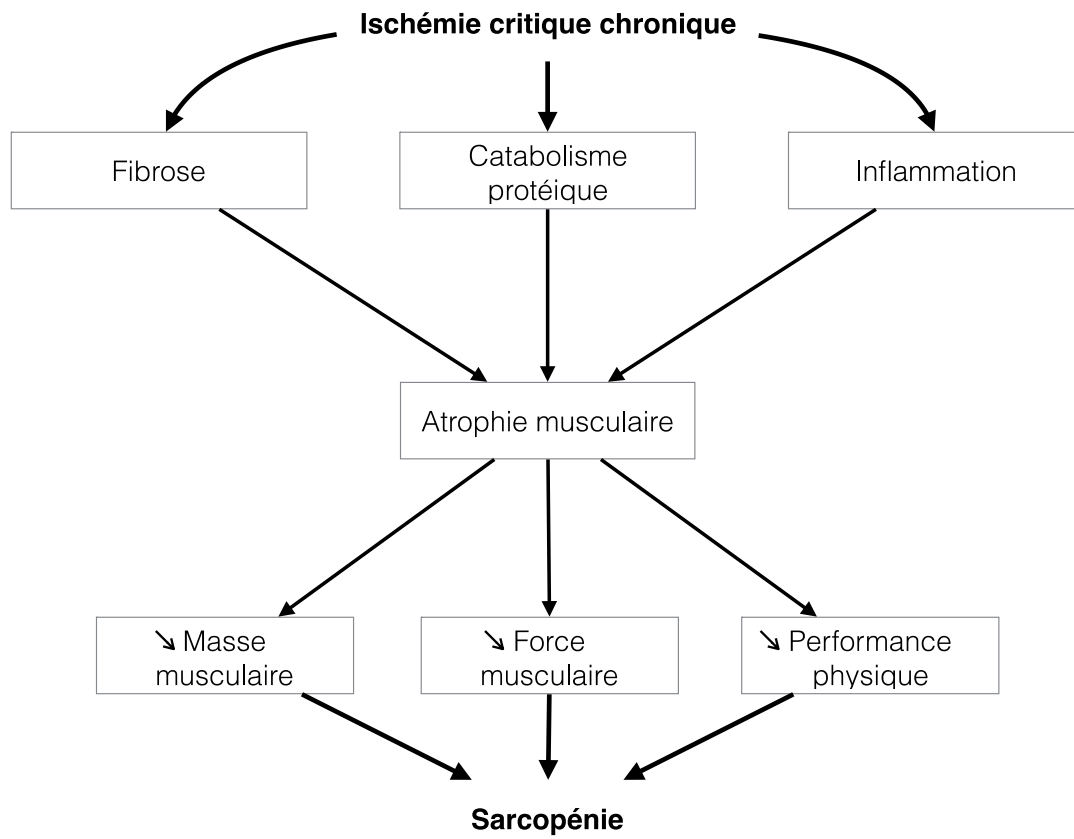 Ischémie critique chronique
Fibrose
Catabolisme
protéique
Inflammation
Atrophie musculaire
↘ Masse
musculaire
↘ Force
musculaire
↘ Performance
physique
Sarcopénie